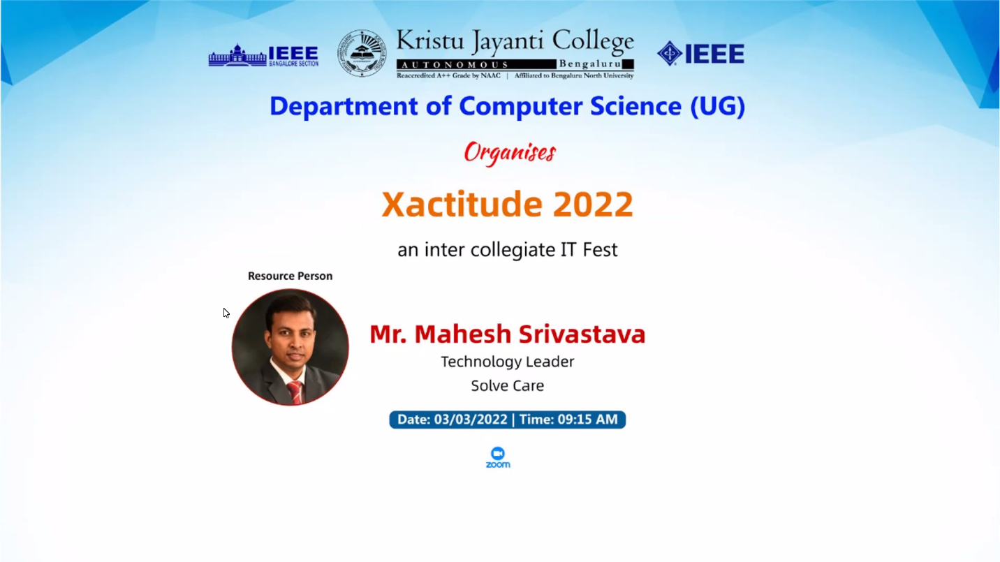 IEEE
BANGALORE SECTION
Kristu Jayanti College
AUTONOMOUS Bengaluru
Reaccredited A++ Grade by NAAC | Affiliated to Bengaluru North University
IEEE
Department of Computer Science (UG)
Organises
Xactitude 2022
an inter collegiate IT Fest
Resource Person
Mr. Mahesh Srivastava
Technology Leader
Solve Care
Date: 03/03/2022 | Time: 09:15 AM
zoom